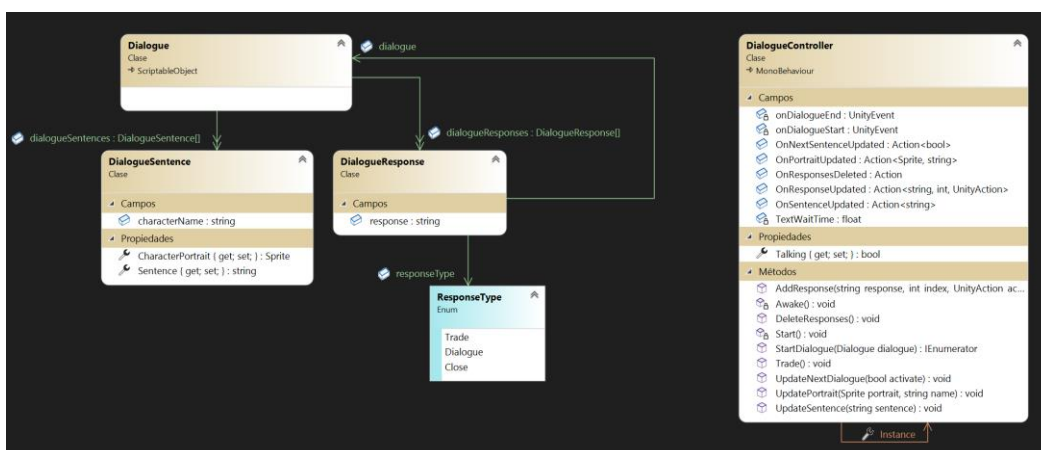 Dialogue
Clase
ScriptableObject
dialogue
dialogueSentences : DialogueSentence[]
dialogueResponses : DialogueResponse[]
DialogueSentence
Clase
Campos
characterName : string
Propiedades
CharacterPortrait { get; set; } : Sprite
Sentence { get; set; } : string
DialogueResponse
Clase
Campos
response : string
responseType
ResponseType
Enum
Trade
Dialogue
Close
DialogueController
Clase
MonoBehaviour
Campos
onDialogueEnd : UnityEvent
onDialogueStart : UnityEvent
OnNextSentenceUpdated : Action<bool>
OnPortraitUpdated : Action<Sprite, string>
OnResponsesDeleted : Action
OnResponseUpdated : Action<string, int, UnityAction>
OnSentenceUpdated : Action<string>
TextWaitTime : float
Propiedades
Talking { get; set; } : bool
Métodos
AddResponse(string response, int index, UnityAction ac...
Awake() : void
DeleteResponses() : void
Start() : void
StartDialogue(Dialogue dialogue) : IEnumerator
Trade() : void
UpdateNextDialogue(bool activate) : void
UpdatePortrait(Sprite portrait, string name) : void
UpdateSentence(string sentence) : void
Instance